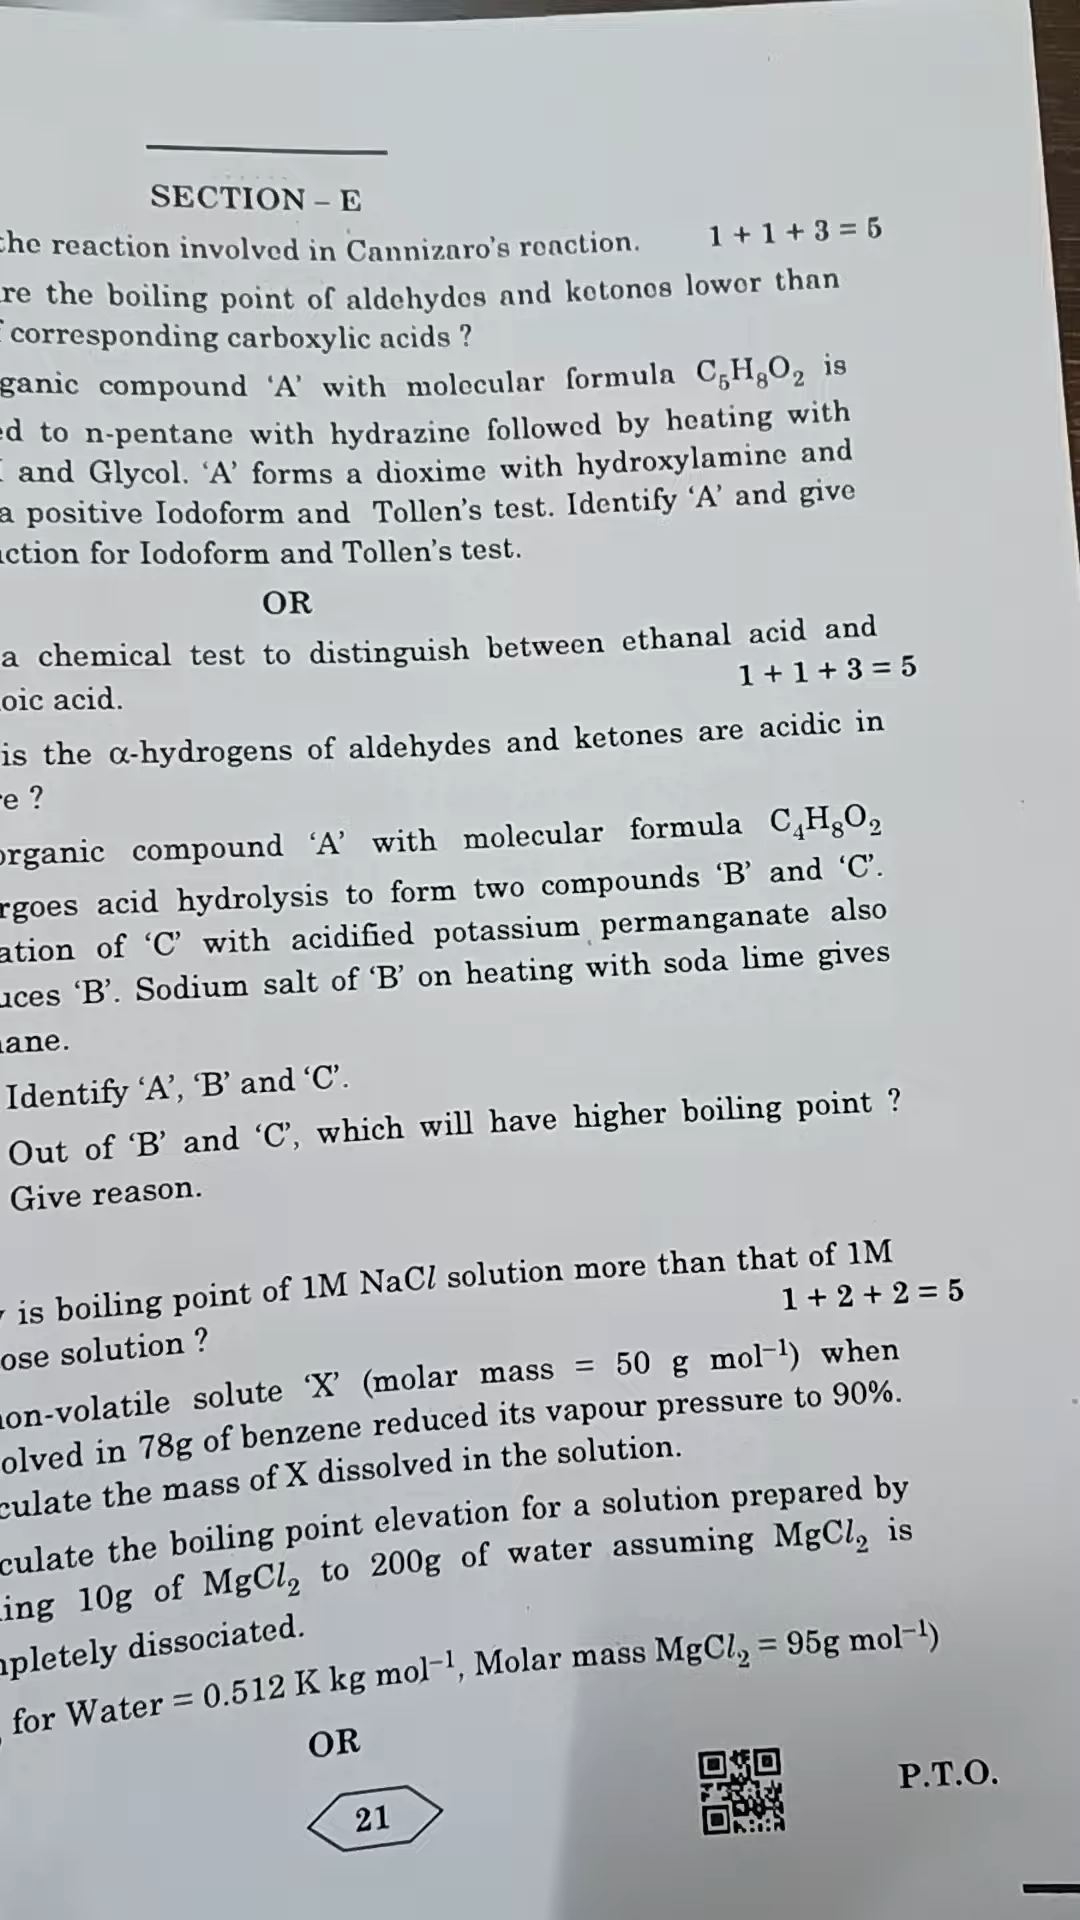 SECTION – E
the reaction involved in Cannizaro's reaction. 1 + 1 + 3 = 5
re the boiling point of aldehydes and ketones lower than
corresponding carboxylic acids ?
ganic compound ‘A’ with molecular formula C₅H₈O₂ is
ed to n-pentane with hydrazine followed by heating with
and Glycol. ‘A’ forms a dioxime with hydroxylamine and
a positive Iodoform and Tollen's test. Identify ‘A’ and give
ction for Iodoform and Tollen's test.
OR
a chemical test to distinguish between ethanal acid and
oic acid. 1 + 1 + 3 = 5
is the α-hydrogens of aldehydes and ketones are acidic in
re ?
organic compound ‘A’ with molecular formula C₄H₈O₂
rgoes acid hydrolysis to form two compounds ‘B’ and ‘C’.
ation of ‘C’ with acidified potassium permanganate also
uces ‘B’. Sodium salt of ‘B’ on heating with soda lime gives
ane.
Identify ‘A’, ‘B’ and ‘C’.
Out of ‘B’ and ‘C’, which will have higher boiling point ?
Give reason.
is boiling point of 1M NaCl solution more than that of 1M
ose solution ? 1 + 2 + 2 = 5
on-volatile solute ‘X’ (molar mass = 50 g mol⁻¹) when
olved in 78g of benzene reduced its vapour pressure to 90%.
culate the mass of X dissolved in the solution.
culate the boiling point elevation for a solution prepared by
ing 10g of MgCl₂ to 200g of water assuming MgCl₂ is
mpletely dissociated.
for Water = 0.512 K kg mol⁻¹, Molar mass MgCl₂ = 95g mol⁻¹)
OR
21
P.T.O.